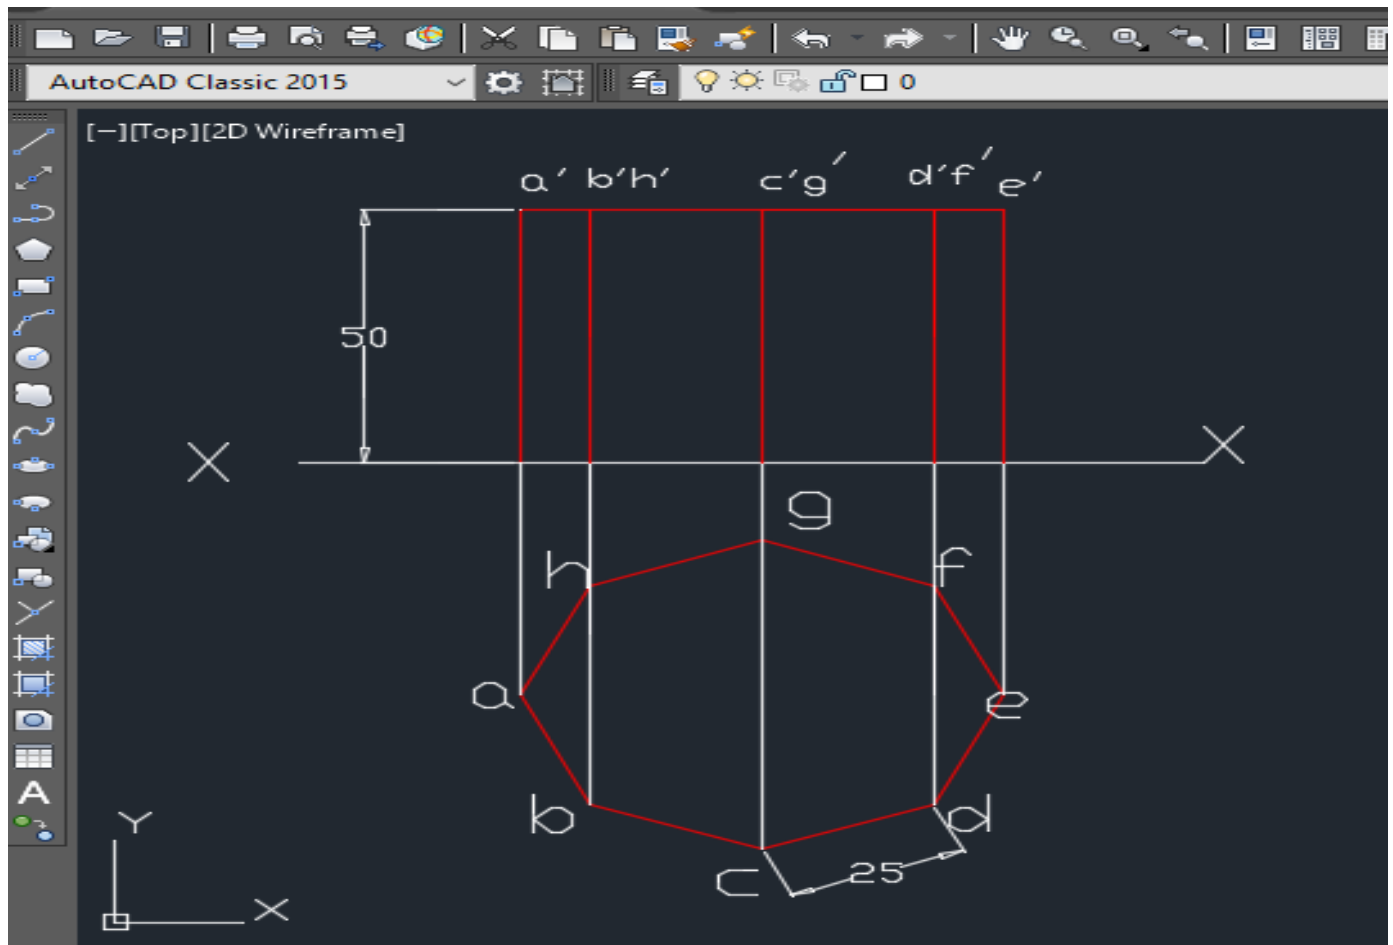 AutoCAD Classic 2015
0
[−][Top][2D Wireframe]
a' b'h' c'g' d'f' e'
50
X X
g
h f
a e
b d
c 25
Y
X
A